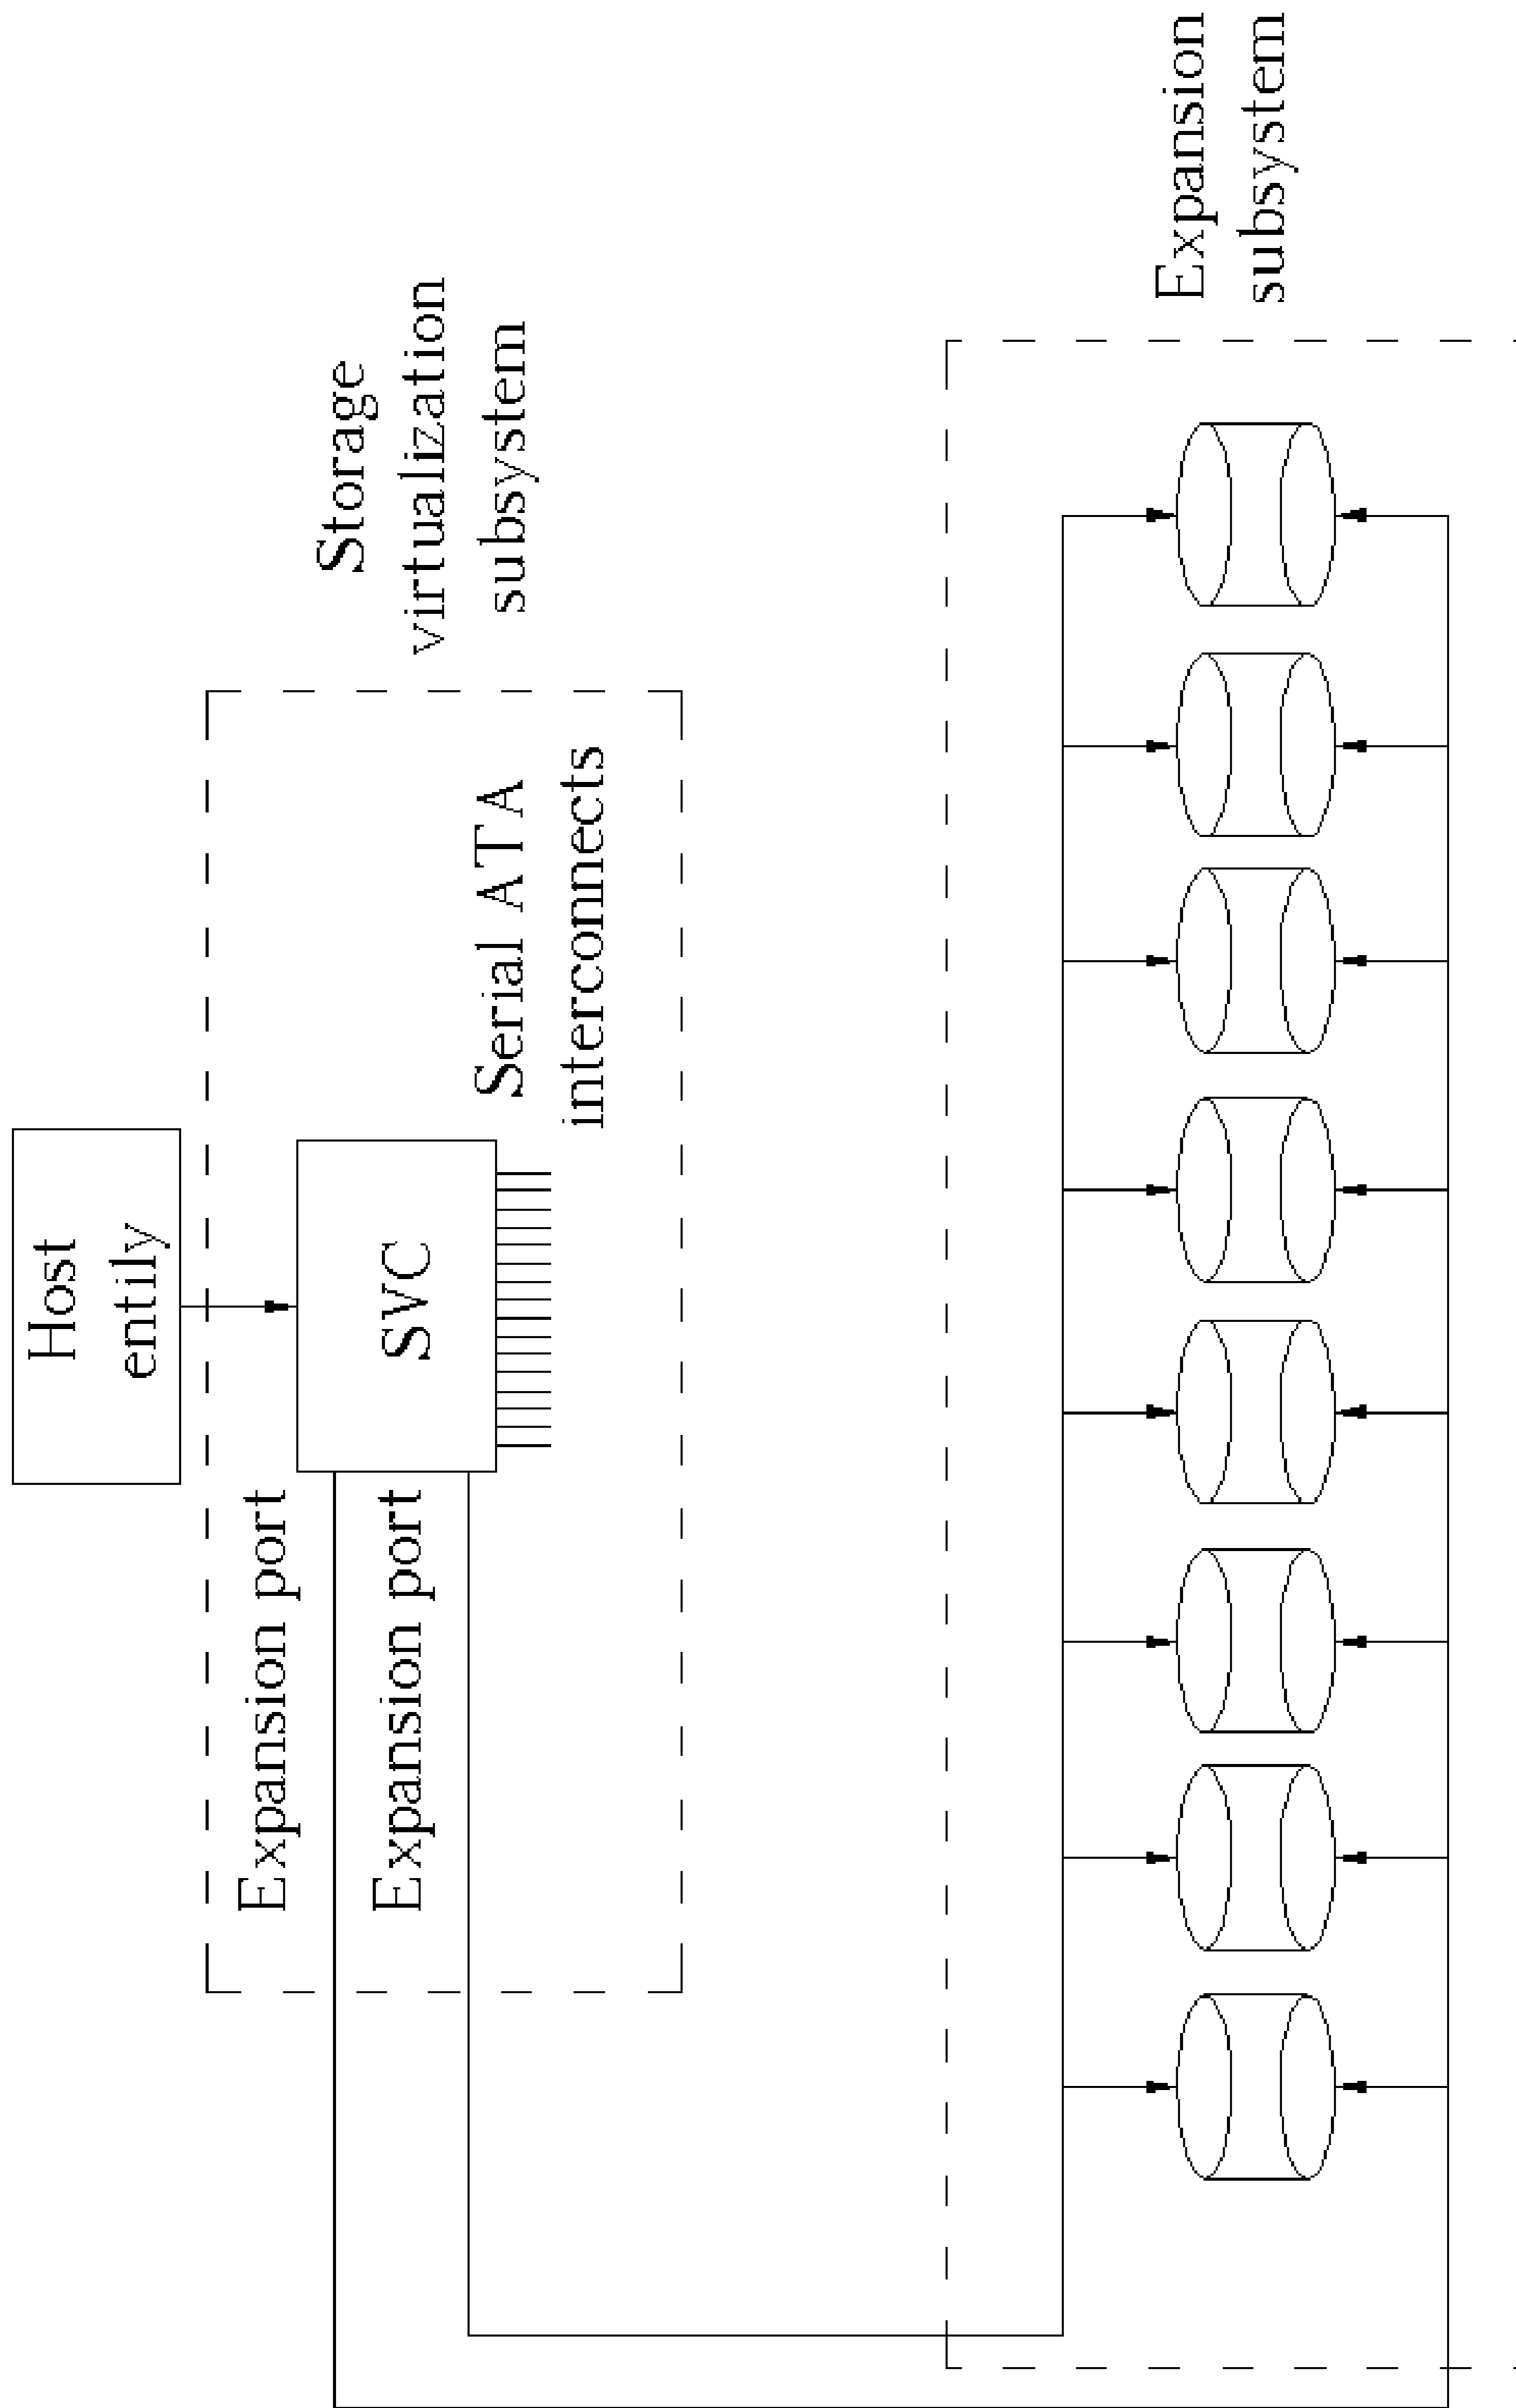 Host
entily
Storage
virtualization
subsystem
Expansion port
SVC
Expansion port
Serial ATA
interconnects
Expansion
subsystem